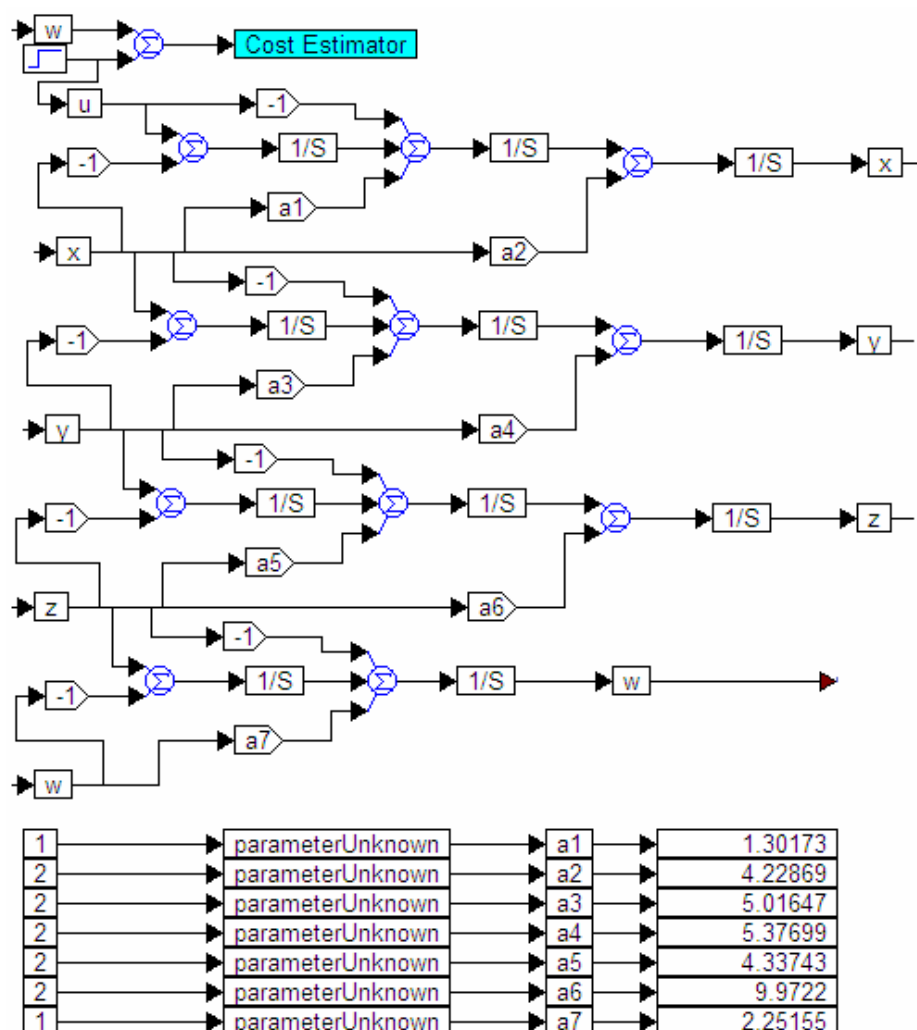 w
Σ
Cost Estimator
u
-1
Σ
1/S
Σ
1/S
Σ
1/S
x
-1
a1
x
a2
-1
Σ
1/S
Σ
1/S
Σ
1/S
y
-1
a3
y
a4
-1
Σ
1/S
Σ
1/S
Σ
1/S
z
-1
a5
z
a6
-1
Σ
1/S
Σ
1/S
w
-1
a7
w
1 parameterUnknown a1 1.30173
2 parameterUnknown a2 4.22869
2 parameterUnknown a3 5.01647
2 parameterUnknown a4 5.37699
2 parameterUnknown a5 4.33743
2 parameterUnknown a6 9.9722
1 parameterUnknown a7 2.25155